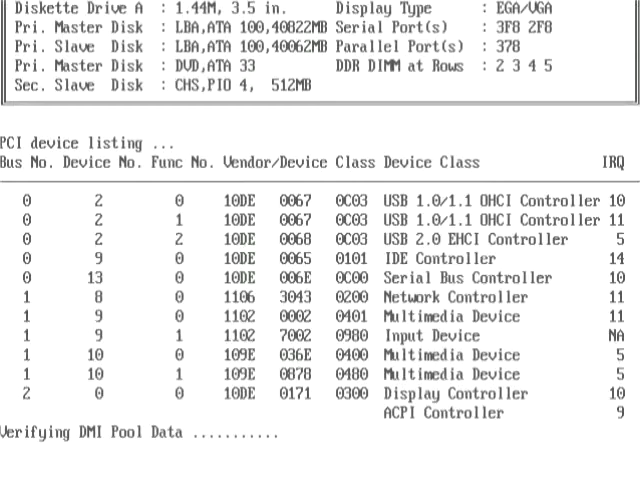 Diskette Drive A : 1.44M, 3.5 in. Display Type : EGA/VGA
Pri. Master Disk : LBA,ATA 100,40822MB Serial Port(s) : 3F8 2F8
Pri. Slave Disk : LBA,ATA 100,40062MB Parallel Port(s) : 378
Pri. Master Disk : DVD,ATA 33 DDR DIMM at Rows : 2 3 4 5
Sec. Slave Disk : CHS,PIO 4, 512MB
PCI device listing ...
Bus No. Device No. Func No. Vendor/Device Class Device Class IRQ
0 2 0 10DE 0067 0C03 USB 1.0/1.1 OHCI Controller 10
0 2 1 10DE 0067 0C03 USB 1.0/1.1 OHCI Controller 11
0 2 2 10DE 0068 0C03 USB 2.0 EHCI Controller 5
0 9 0 10DE 0065 0101 IDE Controller 14
0 13 0 10DE 006E 0C00 Serial Bus Controller 10
1 8 0 1106 3043 0200 Network Controller 11
1 9 0 1102 0002 0401 Multimedia Device 11
1 9 1 1102 7002 0980 Input Device NA
1 10 0 109E 036E 0400 Multimedia Device 5
1 10 1 109E 0878 0480 Multimedia Device 5
2 0 0 10DE 0171 0300 Display Controller 10
ACPI Controller 9
Verifying DMI Pool Data ...........